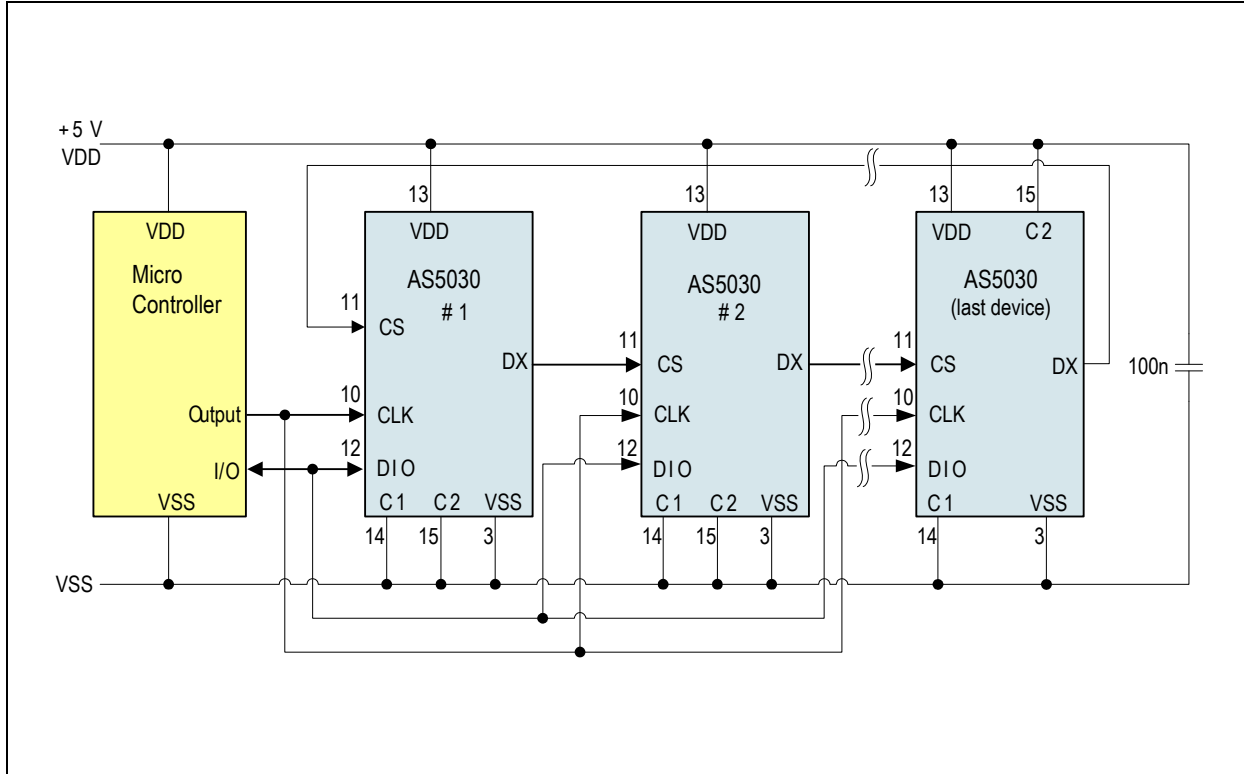 +5 V
VDD
13
13
13
15
VDD
VDD
VDD
VDD
C2
Micro
Controller
AS5030
# 1
AS5030
# 2
AS5030
(last device)
11
CS
DX
11
CS
DX
11
CS
DX
100n
Output
10
CLK
10
CLK
10
CLK
I/O
12
DIO
12
DIO
12
DIO
VSS
C1
C2
VSS
C1
C2
VSS
C1
VSS
14
15
3
14
15
3
14
3
VSS